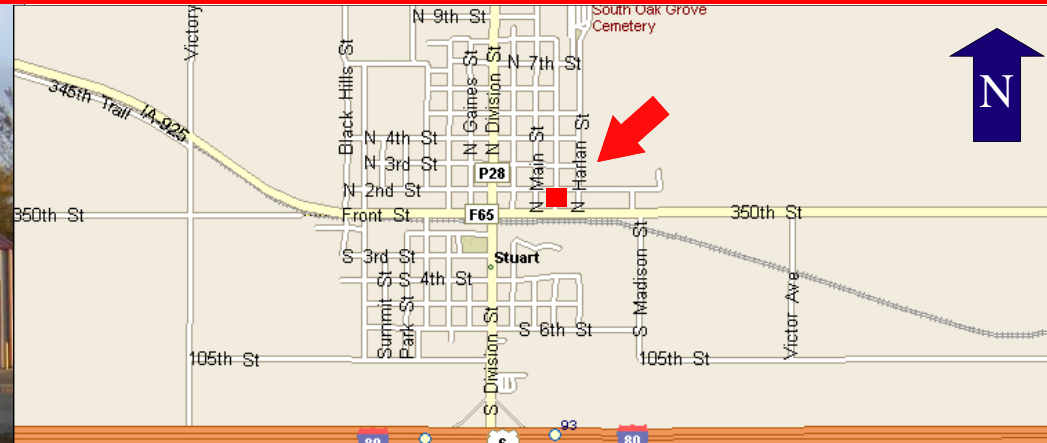 South Oak Grove
Cemetery
N 9th St
Victory
Black Hills St
N Gaines St
N Division St
N 7th St
N
345th Trail
IA-925
N 4th St
N Main St
N Harlan St
N 3rd St
P28
N 2nd St
350th St
Front St
F65
350th St
S 3rd St
Stuart
S Madison St
S 4th St
Summit St
Park St
Victor Ave
S 6th St
S Division St
105th St
105th St
93
80
6
80